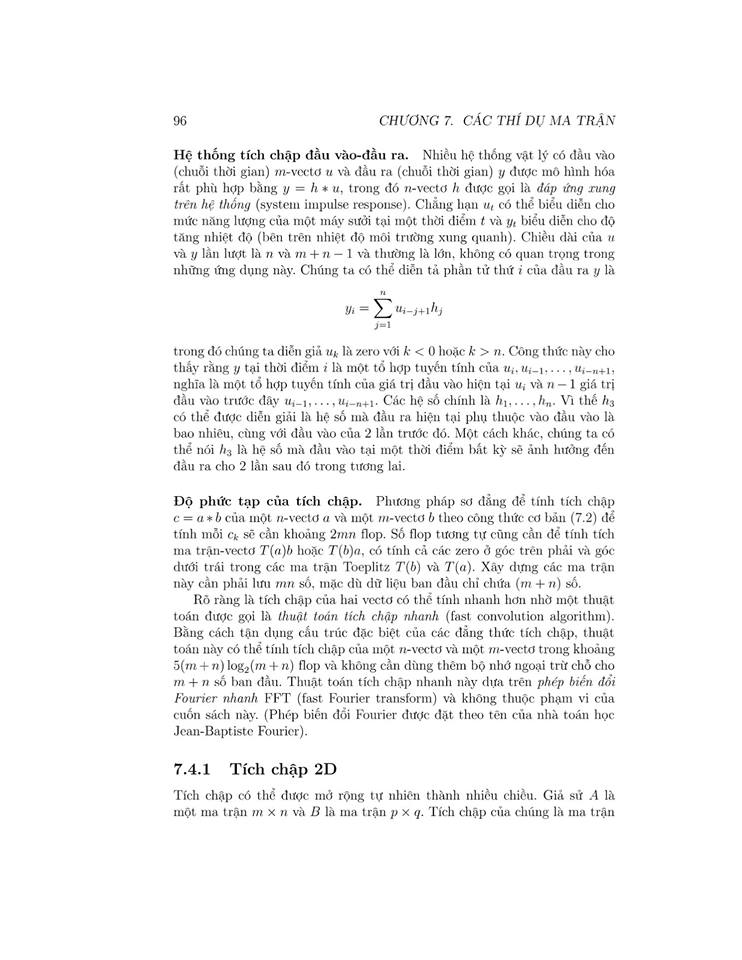 96 CHƯƠNG 7. CÁC THÍ DỤ MA TRẬN
Hệ thống tích chập đầu vào-đầu ra. Nhiều hệ thống vật lý có đầu vào
(chuỗi thời gian) m-vectơ u và đầu ra (chuỗi thời gian) y được mô hình hóa
rất phù hợp bằng y = h ∗ u, trong đó n-vectơ h được gọi là đáp ứng xung
trên hệ thống (system impulse response). Chẳng hạn u_t có thể biểu diễn cho
mức năng lượng của một máy sưởi tại một thời điểm t và y_t biểu diễn cho độ
tăng nhiệt độ (bên trên nhiệt độ môi trường xung quanh). Chiều dài của u
và y lần lượt là n và m + n − 1 và thường là lớn, không có quan trọng trong
những ứng dụng này. Chúng ta có thể diễn tả phần tử thứ i của đầu ra y là
y_i = ∑_{j=1}^{n} u_{i−j+1}h_j
trong đó chúng ta diễn giả u_k là zero với k < 0 hoặc k > n. Công thức này cho
thấy rằng y tại thời điểm i là một tổ hợp tuyến tính của u_i, u_{i−1}, . . . , u_{i−n+1},
nghĩa là một tổ hợp tuyến tính của giá trị đầu vào hiện tại u_i và n − 1 giá trị
đầu vào trước đây u_{i−1}, . . . , u_{i−n+1}. Các hệ số chính là h_1, . . . , h_n. Vì thế h_3
có thể được diễn giải là hệ số mà đầu ra hiện tại phụ thuộc vào đầu vào là
bao nhiêu, cùng với đầu vào của 2 lần trước đó. Một cách khác, chúng ta có
thể nói h_3 là hệ số mà đầu vào tại một thời điểm bất kỳ sẽ ảnh hưởng đến
đầu ra cho 2 lần sau đó trong tương lai.
Độ phức tạp của tích chập. Phương pháp sơ đẳng để tính tích chập
c = a ∗ b của một n-vectơ a và một m-vectơ b theo công thức cơ bản (7.2) để
tính mỗi c_k sẽ cần khoảng 2mn flop. Số flop tương tự cũng cần để tính tích
ma trận-vectơ T(a)b hoặc T(b)a, có tính cả các zero ở góc trên phải và góc
dưới trái trong các ma trận Toeplitz T(b) và T(a). Xây dựng các ma trận
này cần phải lưu mn số, mặc dù dữ liệu ban đầu chỉ chứa (m + n) số.
Rõ ràng là tích chập của hai vectơ có thể tính nhanh hơn nhờ một thuật
toán được gọi là thuật toán tích chập nhanh (fast convolution algorithm).
Bằng cách tận dụng cấu trúc đặc biệt của các đẳng thức tích chập, thuật
toán này có thể tính tích chập của một n-vectơ và một m-vectơ trong khoảng
5(m + n) log_2(m + n) flop và không cần dùng thêm bộ nhớ ngoại trừ chỗ cho
m + n số ban đầu. Thuật toán tích chập nhanh này dựa trên phép biến đổi
Fourier nhanh FFT (fast Fourier transform) và không thuộc phạm vi của
cuốn sách này. (Phép biến đổi Fourier được đặt theo tên của nhà toán học
Jean-Baptiste Fourier).
7.4.1 Tích chập 2D
Tích chập có thể được mở rộng tự nhiên thành nhiều chiều. Giả sử A là
một ma trận m × n và B là ma trận p × q. Tích chập của chúng là ma trận